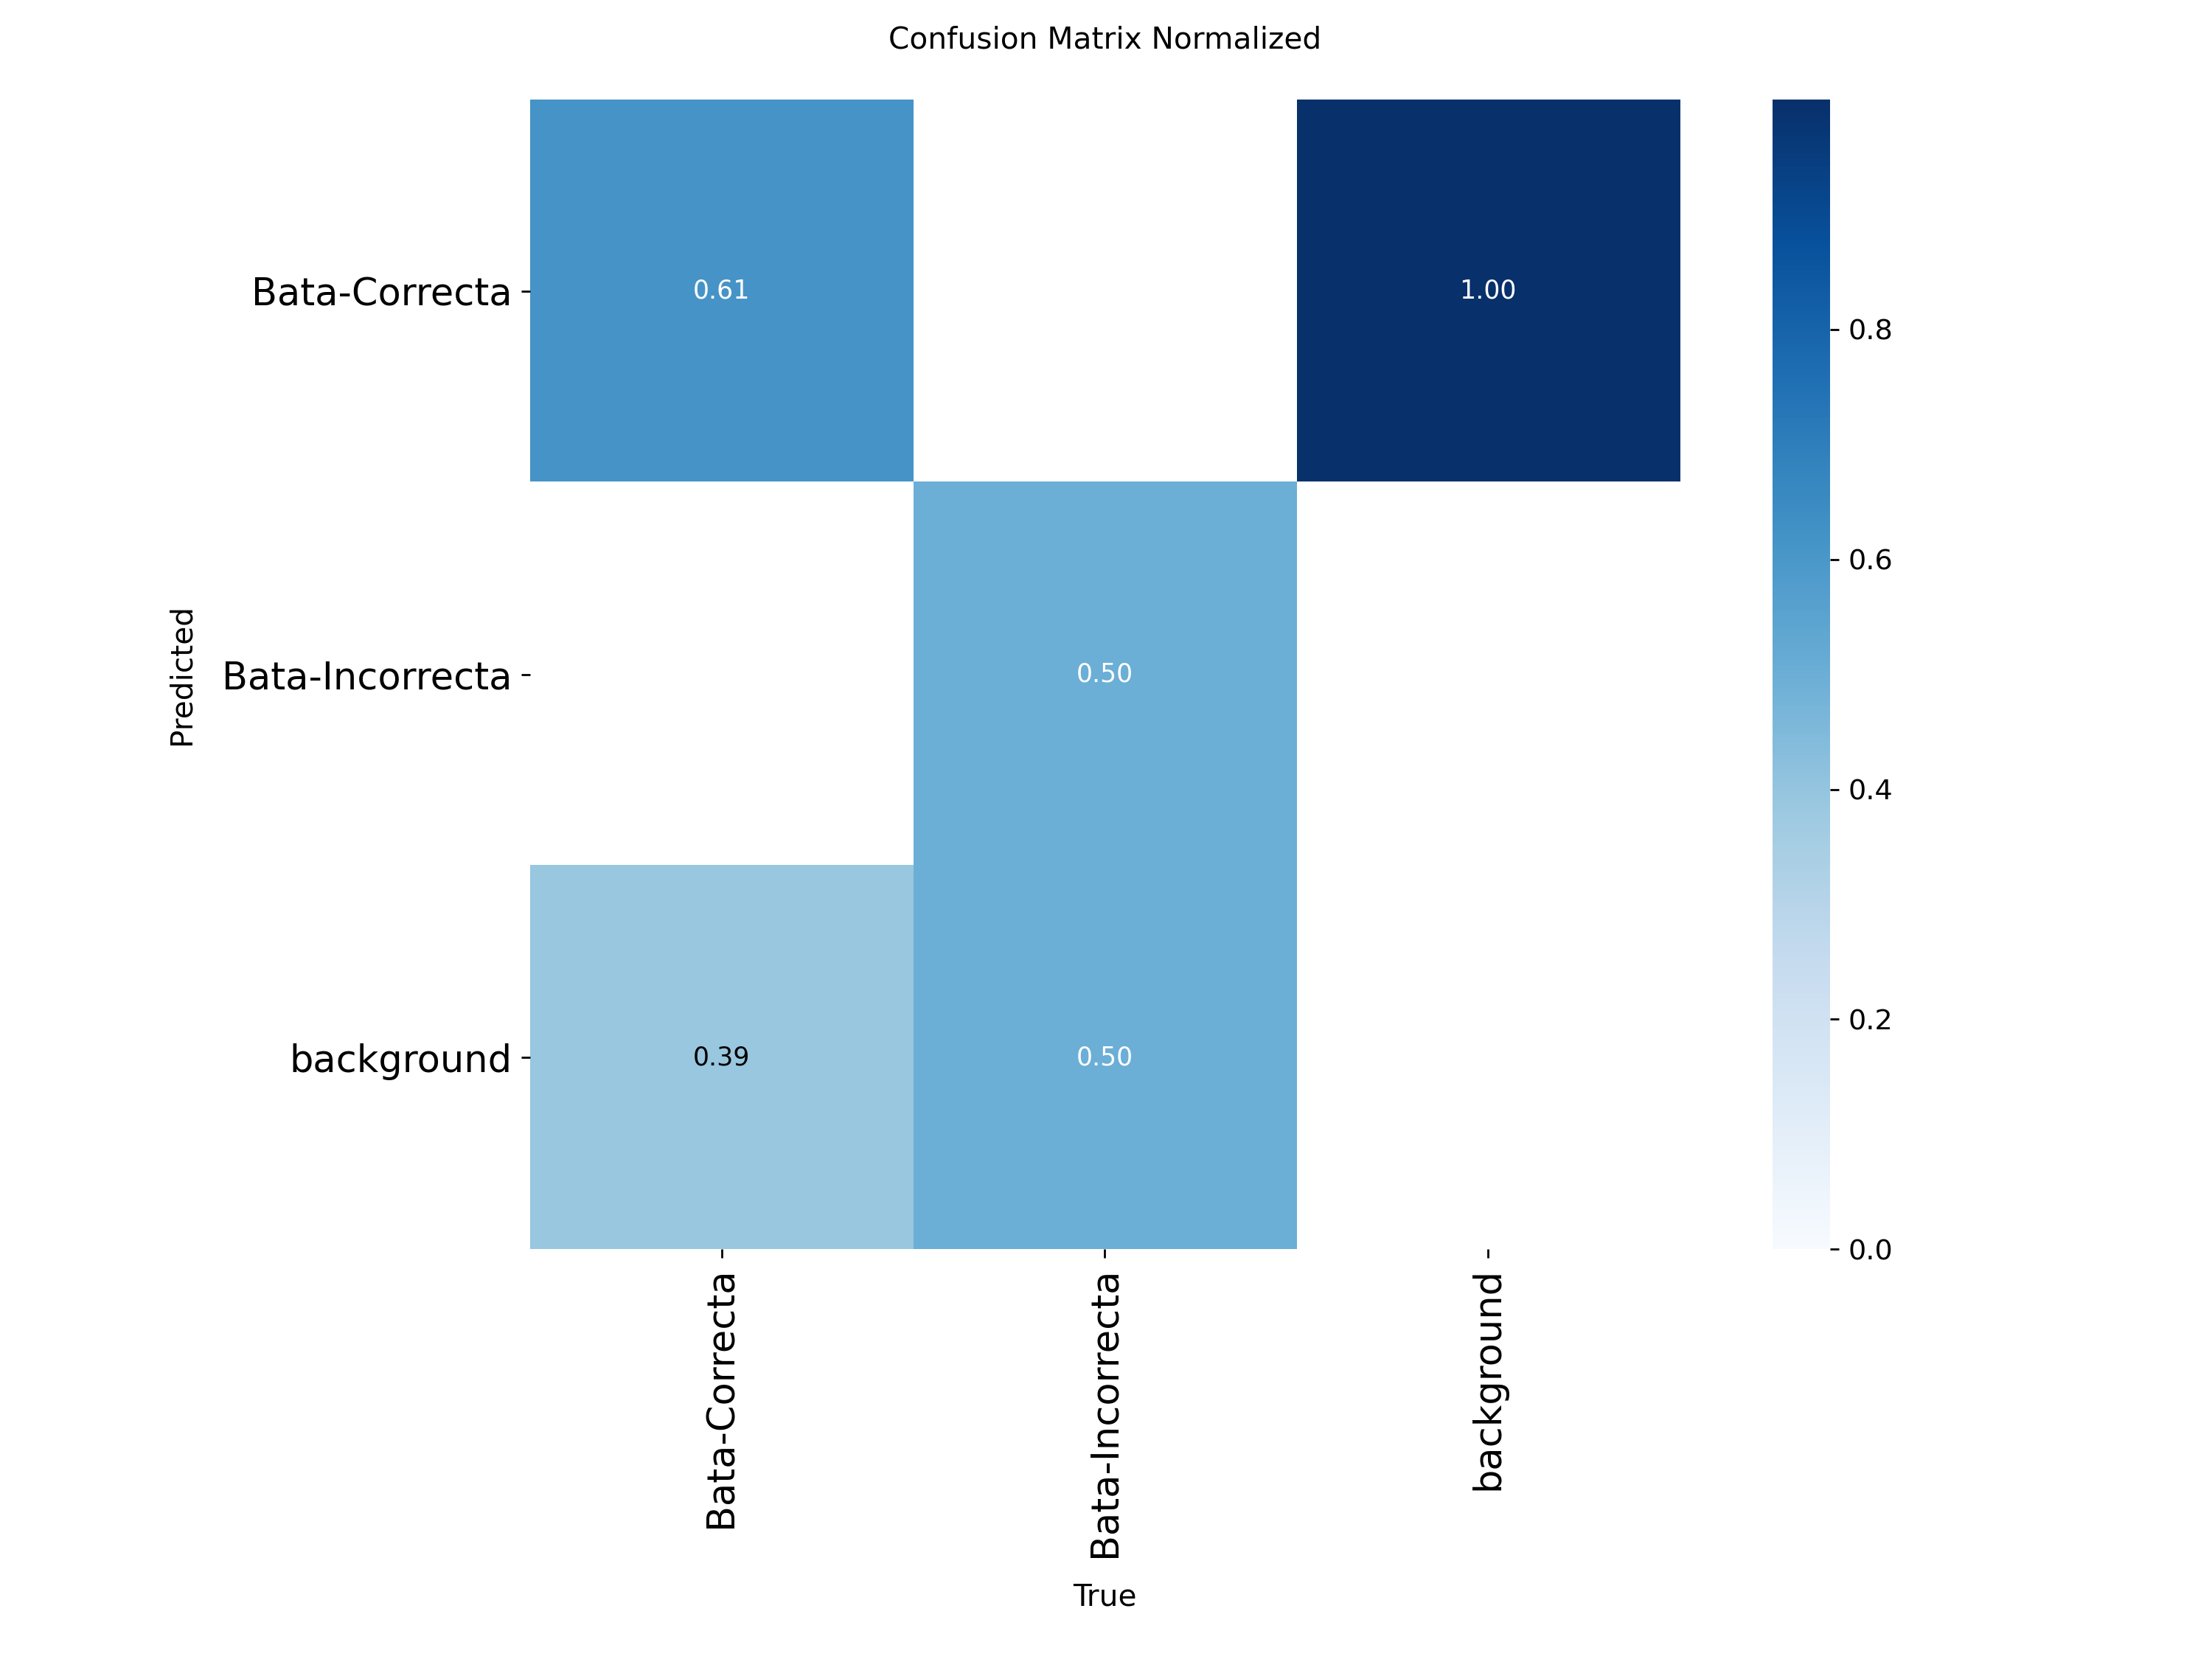 Confusion Matrix Normalized
Bata-Correcta
0.61
1.00
0.8
0.6
Predicted
Bata-Incorrecta
0.50
0.4
background
0.39
0.50
0.2
0.0
Bata-Correcta
Bata-Incorrecta
background
True